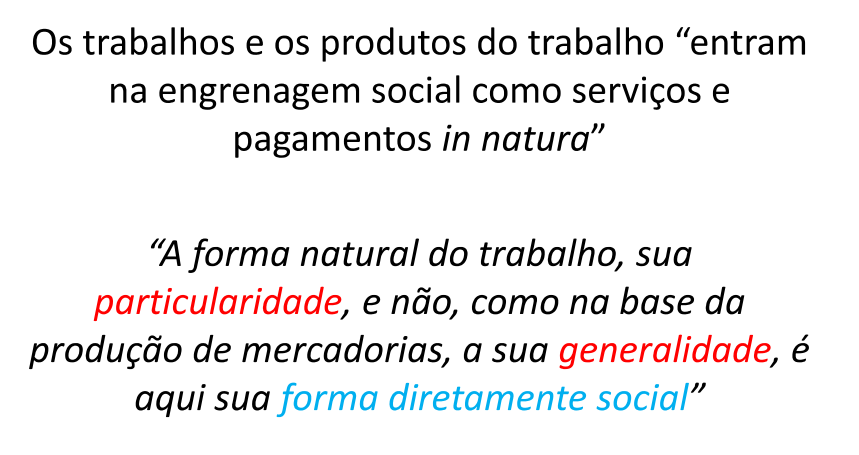 Os trabalhos e os produtos do trabalho “entram
na engrenagem social como serviços e
pagamentos in natura”
“A forma natural do trabalho, sua
particularidade, e não, como na base da
produção de mercadorias, a sua generalidade, é
aqui sua forma diretamente social”